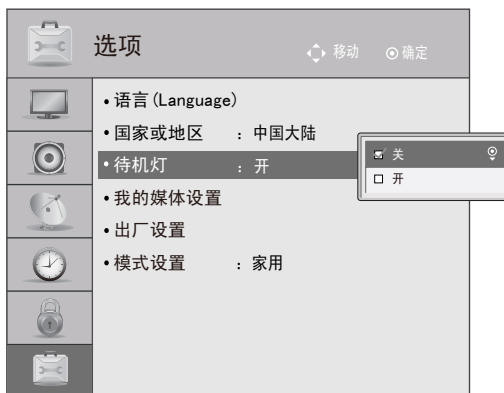 选项 移动 确定
•语言(Language)
•国家或地区 ：中国大陆
•待机灯 ：开
关
开
•我的媒体设置
•出厂设置
•模式设置 ：家用